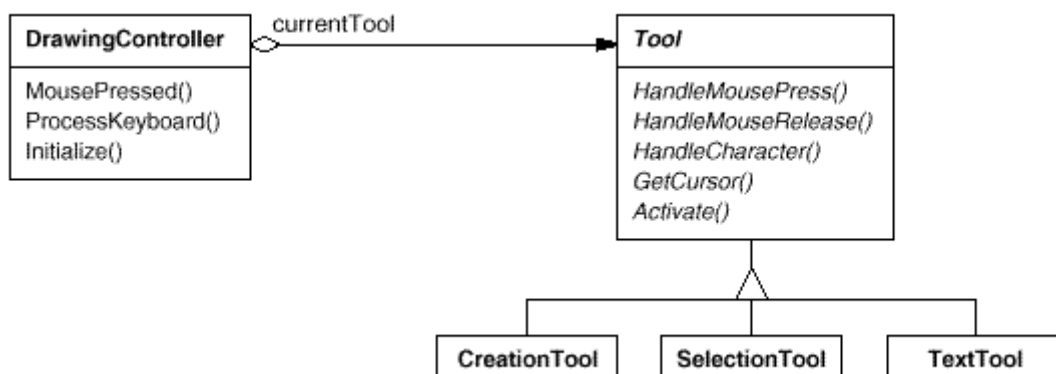 currentTool
DrawingController
MousePressed()
ProcessKeyboard()
Initialize()
Tool
HandleMousePress()
HandleMouseRelease()
HandleCharacter()
GetCursor()
Activate()
CreationTool
SelectionTool
TextTool